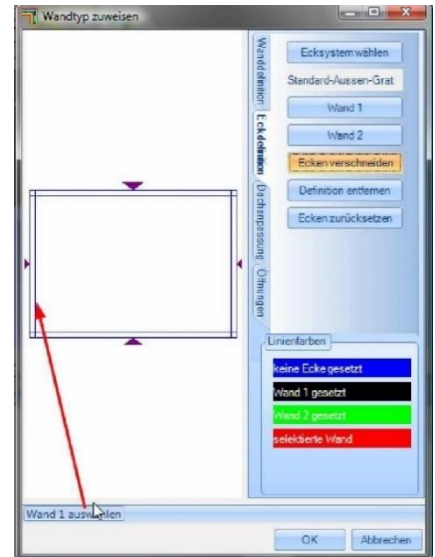 Wandtyp zuweisen
Wanddefinition
Eckdefinition
Dachanpassung
Öffnungen
Ecksystem wählen
Standard-Aussen-Grat
Wand 1
Wand 2
Ecken verschneiden
Definition entfernen
Ecken zurücksetzen
Linienfarben
keine Ecke gesetzt
Wand 1 gesetzt
Wand 2 gesetzt
selektierte Wand
Wand 1 auswählen
OK
Abbrechen